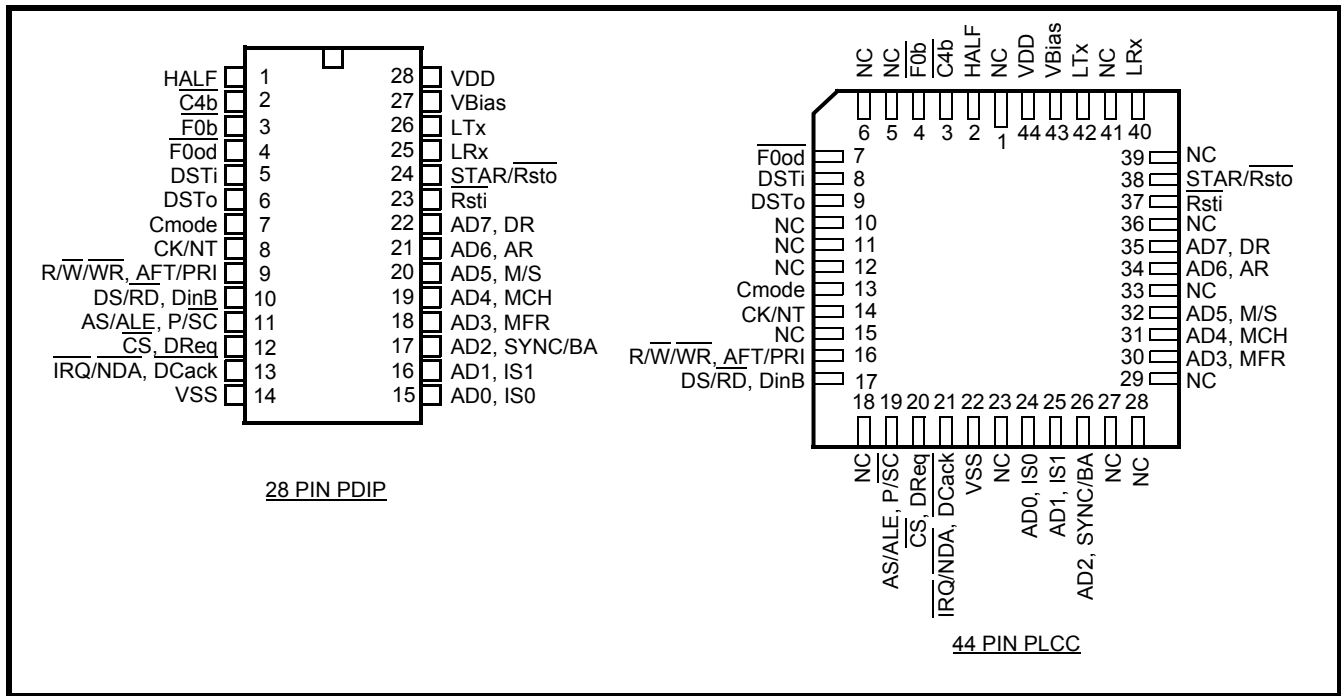 HALF 1
C4b 2
F0b 3
F0od 4
DSTi 5
DSTo 6
Cmode 7
CK/NT 8
R/W/WR, AFT/PRI 9
DS/RD, DinB 10
AS/ALE, P/SC 11
CS, DReq 12
IRQ/NDA, DCack 13
VSS 14
28 VDD
27 VBias
26 LTx
25 LRx
24 STAR/Rsto
23 Rsti
22 AD7, DR
21 AD6, AR
20 AD5, M/S
19 AD4, MCH
18 AD3, MFR
17 AD2, SYNC/BA
16 AD1, IS1
15 AD0, IS0
28 PIN PDIP
NC NC F0b C4b HALF NC VDD VBias LTx NC LRx
6 5 4 3 2 1 44 43 42 41 40
F0od 7
DSTi 8
DSTo 9
NC 10
NC 11
NC 12
Cmode 13
CK/NT 14
NC 15
R/W/WR, AFT/PRI 16
DS/RD, DinB 17
39 NC
38 STAR/Rsto
37 Rsti
36 NC
35 AD7, DR
34 AD6, AR
33 NC
32 AD5, M/S
31 AD4, MCH
30 AD3, MFR
29 NC
18 19 20 21 22 23 24 25 26 27 28
NC
AS/ALE, P/SC
CS, DReq
IRQ/NDA, DCack
VSS
NC
AD0, IS0
AD1, IS1
AD2, SYNC/BA
NC
NC
44 PIN PLCC